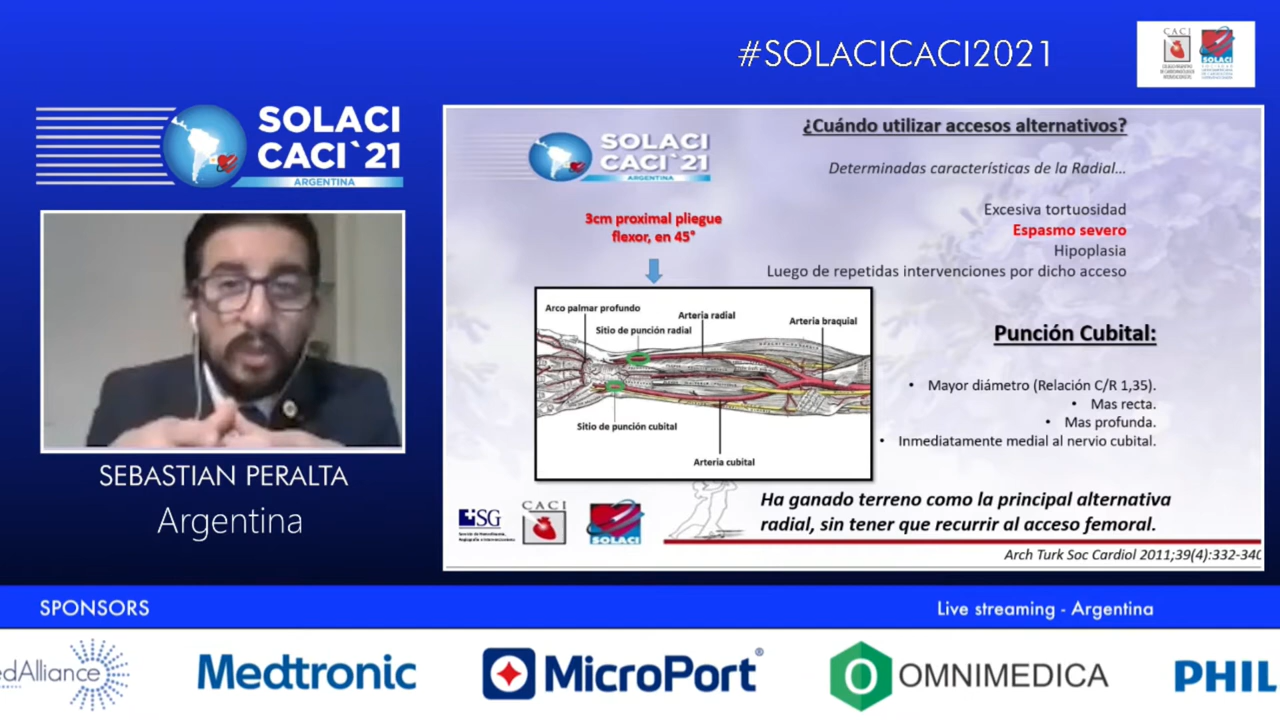 #SOLACICACI2021
CACI
SOLACI
SOLACI
CACI`21
ARGENTINA
SEBASTIAN PERALTA
Argentina
SOLACI
CACI`21
ARGENTINA
¿Cuándo utilizar accesos alternativos?
Determinadas características de la Radial...
Excesiva tortuosidad
Espasmo severo
Hipoplasia
Luego de repetidas intervenciones por dicho acceso
3cm proximal pliegue
flexor, en 45°
Arco palmar profundo
Arteria radial
Sitio de punción radial
Arteria braquial
Sitio de punción cubital
Arteria cubital
Punción Cubital:
• Mayor diámetro (Relación C/R 1,35).
• Mas recta.
• Mas profunda.
• Inmediatamente medial al nervio cubital.
Ha ganado terreno como la principal alternativa
radial, sin tener que recurrir al acceso femoral.
Arch Turk Soc Cardiol 2011;39(4):332-340
SG
CACI
SOLACI
SPONSORS
Live streaming - Argentina
edAlliance
Medtronic
MicroPort®
OMNIMEDICA
PHIL